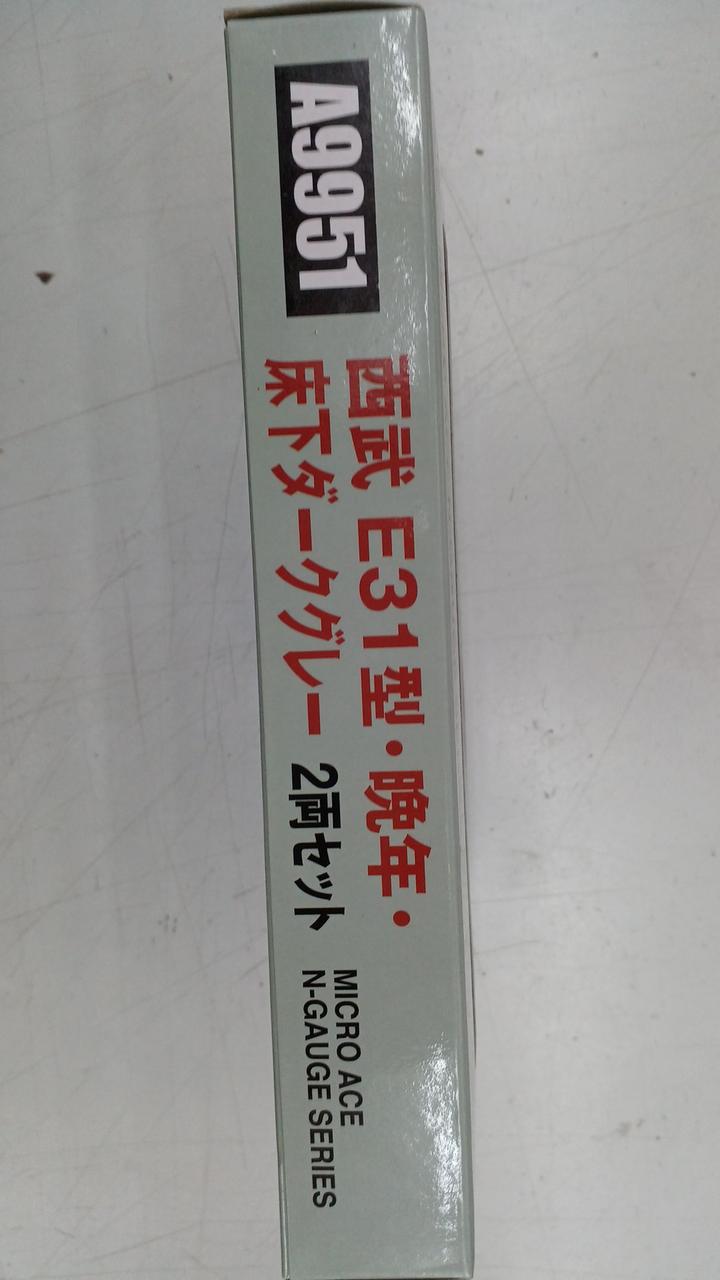 A9951
西武 E31型・晩年・
床下ダークグレー 2両セット
MICRO ACE
N-GAUGE SERIES